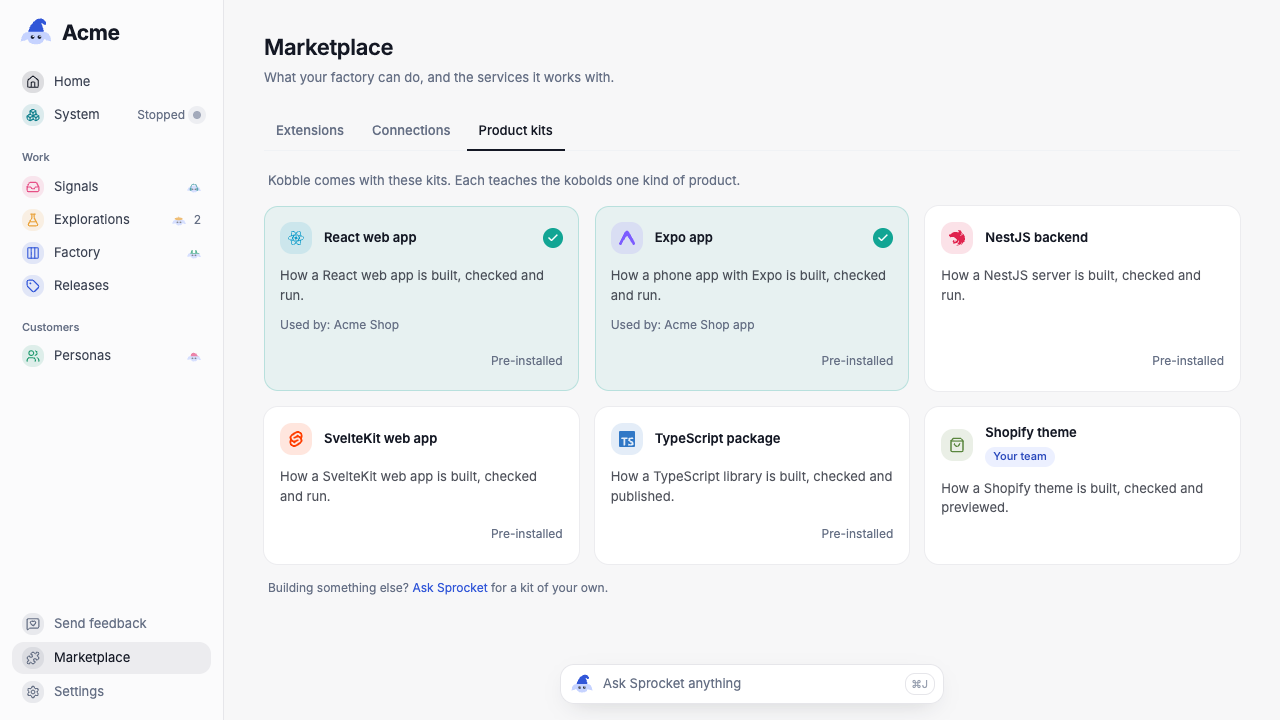 Acme
Home
System
Stopped
Work
Signals
Explorations
2
Factory
Releases
Customers
Personas
Send feedback
Marketplace
Settings
Marketplace
What your factory can do, and the services it works with.
Extensions
Connections
Product kits
Kobble comes with these kits. Each teaches the kobolds one kind of product.
React web app
How a React web app is built, checked and
run.
Used by: Acme Shop
Pre-installed
Expo app
How a phone app with Expo is built, checked
and run.
Used by: Acme Shop app
Pre-installed
NestJS backend
How a NestJS server is built, checked and
run.
Pre-installed
SvelteKit web app
How a SvelteKit web app is built, checked
and run.
Pre-installed
TS
TypeScript package
How a TypeScript library is built, checked and
published.
Pre-installed
Shopify theme
Your team
How a Shopify theme is built, checked and
previewed.
Building something else? Ask Sprocket for a kit of your own.
Ask Sprocket anything
⌘J